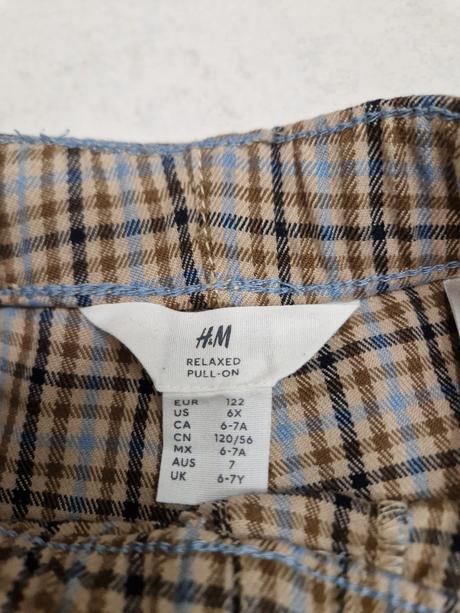 H&M
RELAXED
PULL-ON
EUR 122
US 6X
CA 6-7A
CN 120/56
MX 6-7A
AUS 7
UK 6-7Y